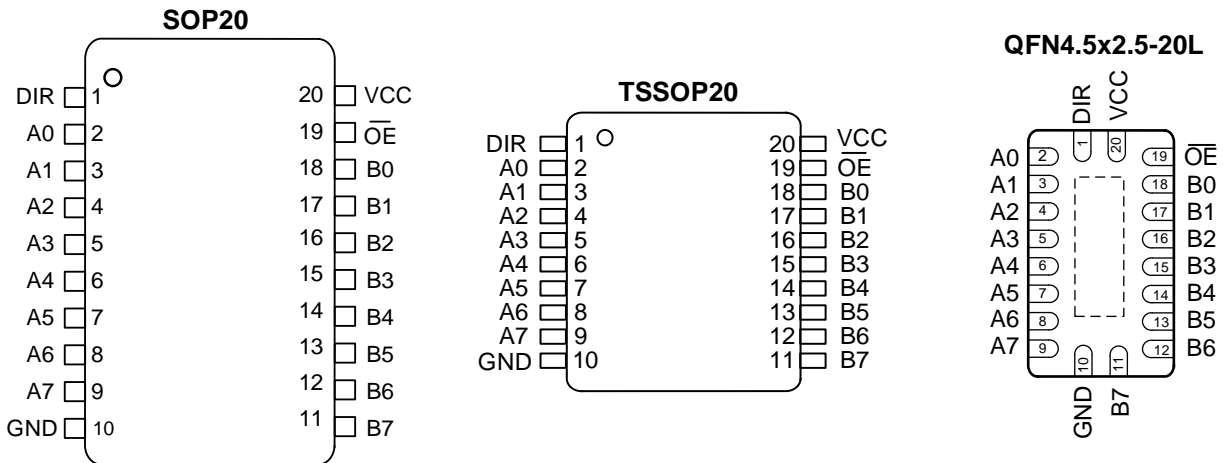 SOP20
DIR 1 20 VCC
A0 2 19 O̅E̅
A1 3 18 B0
A2 4 17 B1
A3 5 16 B2
A4 6 15 B3
A5 7 14 B4
A6 8 13 B5
A7 9 12 B6
GND 10 11 B7
TSSOP20
DIR 1 20 VCC
A0 2 19 O̅E̅
A1 3 18 B0
A2 4 17 B1
A3 5 16 B2
A4 6 15 B3
A5 7 14 B4
A6 8 13 B5
A7 9 12 B6
GND 10 11 B7
QFN4.5x2.5-20L
DIR VCC
1 20
A0 2 19 O̅E̅
A1 3 18 B0
A2 4 17 B1
A3 5 16 B2
A4 6 15 B3
A5 7 14 B4
A6 8 13 B5
A7 9 12 B6
10 11
GND B7